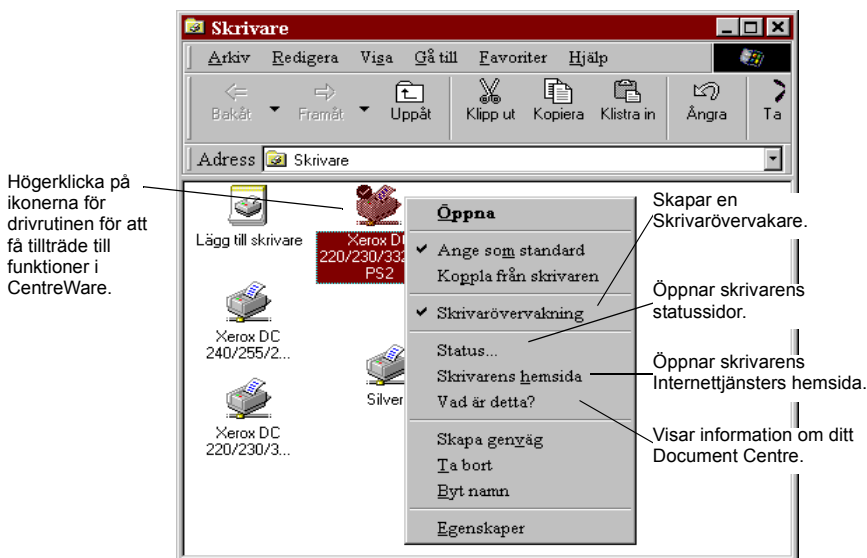 Skrivare
Arkiv Redigera Visa Gå till Favoriter Hjälp
Bakåt Framåt Uppåt Klipp ut Kopiera Klistra in Ångra Ta
Adress Skrivare
Högerklicka på
ikonerna för
drivrutinen för att
få tillträde till
funktioner i
CentreWare.
Lägg till skrivare
Xerox DC
220/230/332
PS2
Xerox DC
240/255/2...
Silver
Xerox DC
220/230/3...
Öppna
Ange som standard
Koppla från skrivaren
Skrivarövervakning
Status...
Skrivarens hemsida
Vad är detta?
Skapa genväg
Ta bort
Byt namn
Egenskaper
Skapar en
Skrivarövervakare.
Öppnar skrivarens
statussidor.
Öppnar skrivarens
Internettjänsters hemsida.
Visar information om ditt
Document Centre.